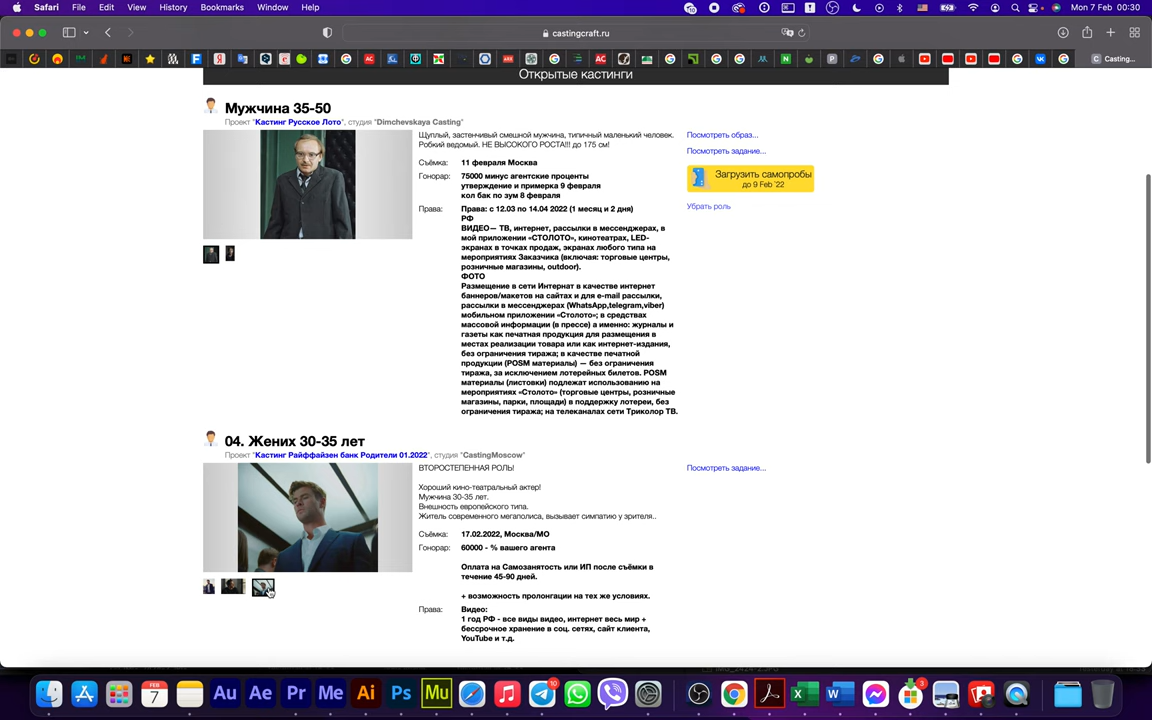 Safari File Edit View History Bookmarks Window Help
Mon 7 Feb 00:30
castingcraft.ru
Casting...
Открытые кастинги
Мужчина 35-50
Проект "Кастинг Русское Лото", студия "Dimchevskaya Casting"
Щуплый, застенчивый смешной мужчина, типичный маленький человек.
Робкий ведомый. НЕ ВЫСОКОГО РОСТА!!! до 175 см!
Съёмка: 11 февраля Москва
Гонорар: 75000 минус агентские проценты
утверждение и примерка 9 февраля
кол бак по зум 8 февраля
Права: Права: с 12.03 по 14.04 2022 (1 месяц и 2 дня)
РФ
ВИДЕО— ТВ, интернет, рассылки в мессенджерах, в
мой приложении «СТОЛОТО», кинотеатрах, LED-
экранах в точках продаж, экранах любого типа на
мероприятиях Заказчика (включая: торговые центры,
розничные магазины, outdoor).
ФОТО
Размещение в сети Интернат в качестве интернет
баннеров/макетов на сайтах и для e-mail рассылки,
рассылки в мессенджерах (WhatsApp,telegram,viber)
мобильном приложении «Столото»; в средствах
массовой информации (в прессе) а именно: журналы и
газеты как печатная продукция для размещения в
местах реализации товара или как интернет-издания,
без ограничения тиража; в качестве печатной
продукции (POSM материалы) — без ограничения
тиража, за исключением лотерейных билетов. POSM
материалы (листовки) подлежат использованию на
мероприятиях «Столото» (торговые центры, розничные
магазины, парки, площади) в поддержку лотереи, без
ограничения тиража; на телеканалах сети Триколор ТВ.
Посмотреть образ...
Посмотреть задание...
Загрузить самопробы
до 9 Feb '22
Убрать роль
04. Жених 30-35 лет
Проект "Кастинг Райффайзен банк Родители 01.2022", студия "CastingMoscow"
ВТОРОСТЕПЕННАЯ РОЛЬ!
Хороший кино-театральный актер!
Мужчина 30-35 лет.
Внешность европейского типа.
Житель современного мегаполиса, вызывает симпатию у зрителя..
Съёмка: 17.02.2022, Москва/МО
Гонорар: 60000 - % вашего агента
Оплата на Самозанятость или ИП после съёмки в
течение 45-90 дней.
+ возможность пролонгации на тех же условиях.
Права: Видео:
1 год РФ - все виды видео, интернет весь мир +
бессрочное хранение в соц. сетях, сайт клиента,
YouTube и т.д.
Посмотреть задание...
FEB
7
Au Ae Pr Me Ai Ps Mu
10
3